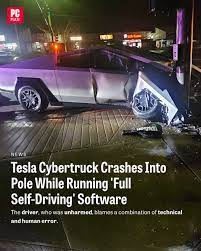 PC
MAG
NEWS
Tesla Cybertruck Crashes Into
Pole While Running 'Full
Self-Driving' Software
The driver, who was unharmed, blames a combination of technical
and human error.